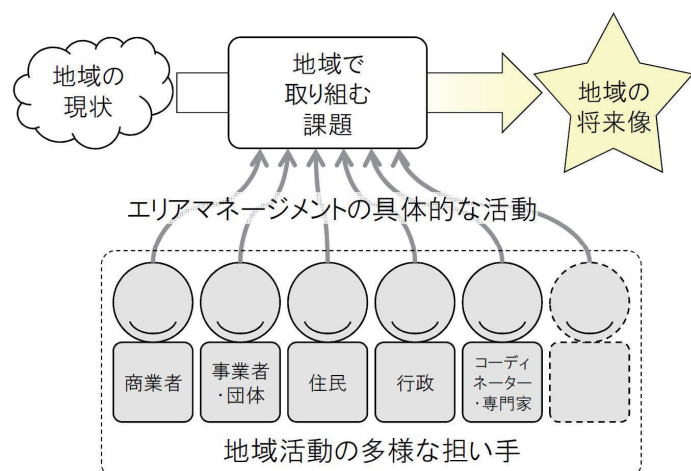 地域の
現状
地域で
取り組む
課題
地域の
将来像
エリアマネージメントの具体的な活動
商業者
事業者
・団体
住民
行政
コーディ
ネーター
・専門家
地域活動の多様な担い手